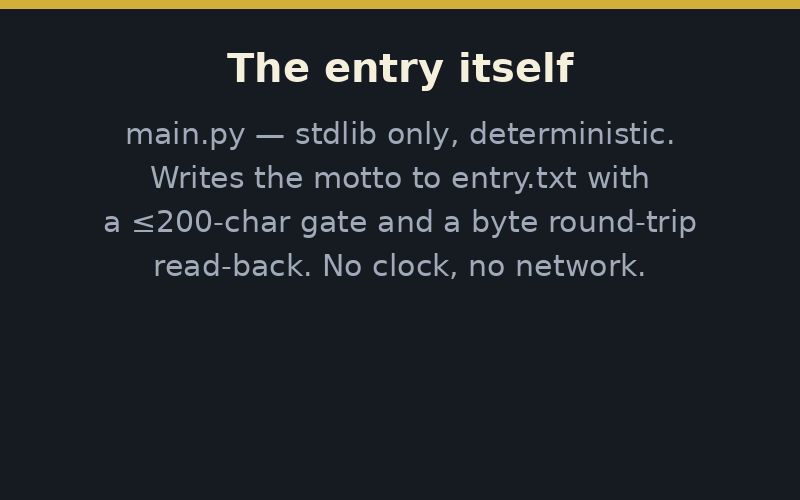 The entry itself
main.py — stdlib only, deterministic.
Writes the motto to entry.txt with
a ≤200-char gate and a byte round-trip
read-back. No clock, no network.